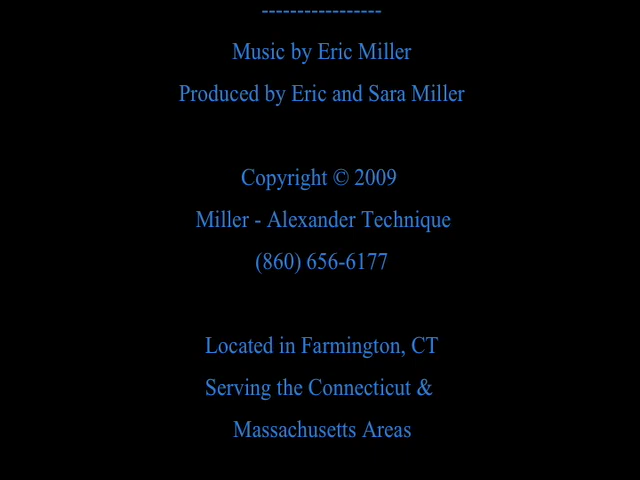 -----------------
Music by Eric Miller
Produced by Eric and Sara Miller
Copyright © 2009
Miller - Alexander Technique
(860) 656-6177
Located in Farmington, CT
Serving the Connecticut &
Massachusetts Areas